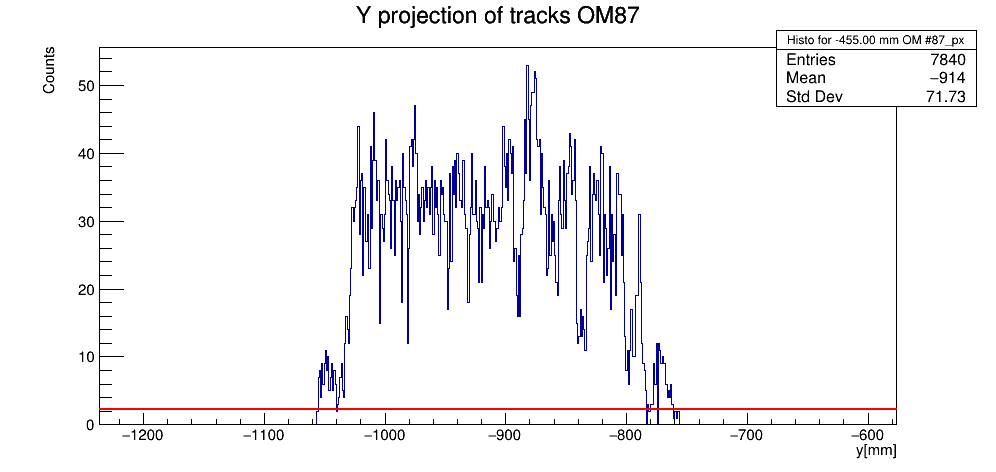 Y projection of tracks OM87
Histo for -455.00 mm OM #87_px
Entries 7840
Mean −914
Std Dev 71.73
Counts
50
40
30
20
10
0
−1200 −1100 −1000 −900 −800 −700 −600
y[mm]